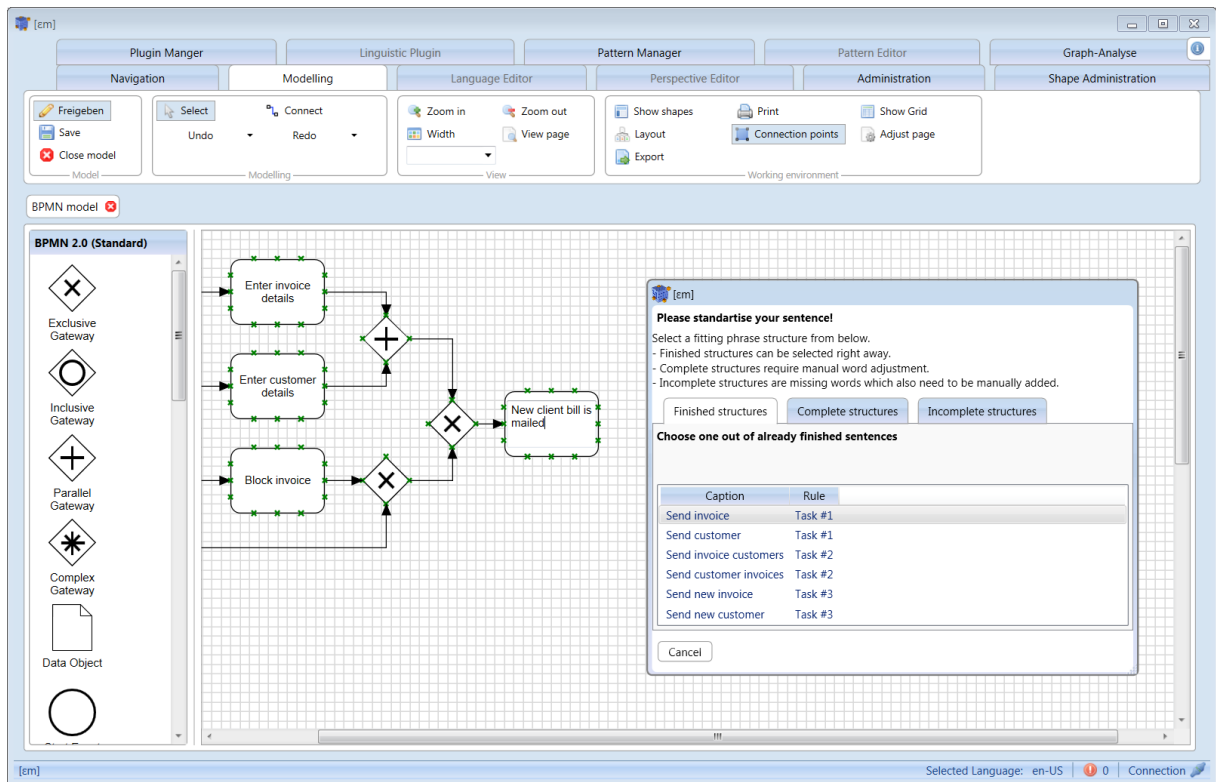 [εm]
Plugin Manger
Linguistic Plugin
Pattern Manager
Pattern Editor
Graph-Analyse
Navigation
Modelling
Language Editor
Perspective Editor
Administration
Shape Administration
Freigeben
Save
Close model
Model
Select
Connect
Undo
Redo
Modelling
Zoom in
Zoom out
Width
View page
View
Show shapes
Print
Show Grid
Layout
Connection points
Adjust page
Export
Working environment
BPMN model
BPMN 2.0 (Standard)
Exclusive
Gateway
Inclusive
Gateway
Parallel
Gateway
Complex
Gateway
Data Object
Enter invoice
details
Enter customer
details
Block invoice
New client bill is
mailed
[εm]
Please standartise your sentence!
Select a fitting phrase structure from below.
- Finished structures can be selected right away.
- Complete structures require manual word adjustment.
- Incomplete structures are missing words which also need to be manually added.
Finished structures
Complete structures
Incomplete structures
Choose one out of already finished sentences
Caption Rule
Send invoice Task #1
Send customer Task #1
Send invoice customers Task #2
Send customer invoices Task #2
Send new invoice Task #3
Send new customer Task #3
Cancel
[εm]
Selected Language: en-US
0
Connection